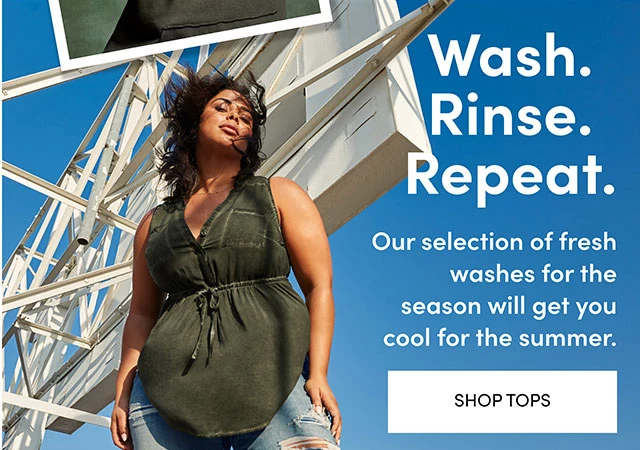 Wash.
Rinse.
Repeat.
Our selection of fresh
washes for the
season will get you
cool for the summer.
SHOP TOPS